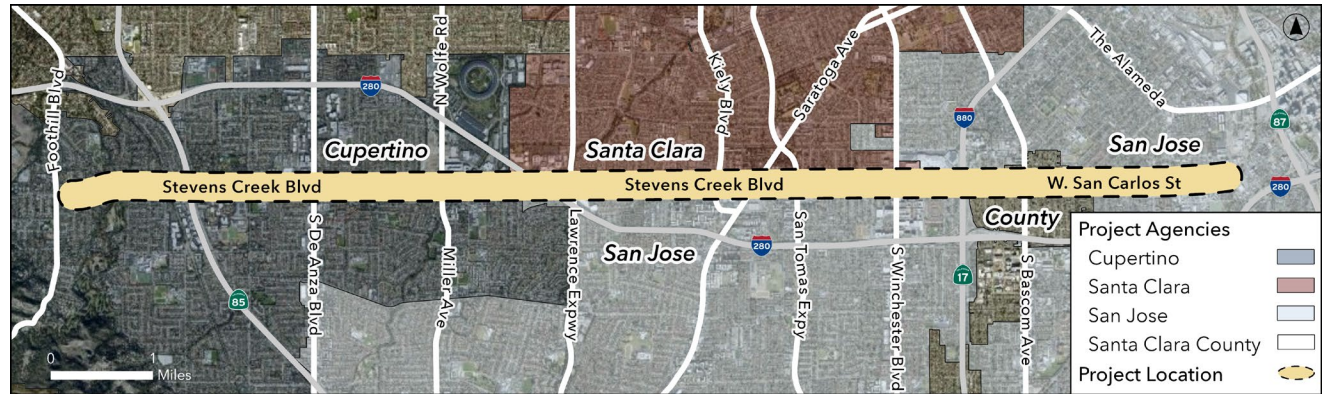 Foothill Blvd
N Wolfe Rd
Kiely Blvd
Saratoga Ave
The Alameda
280
880
87
Cupertino
Santa Clara
San Jose
Stevens Creek Blvd
Stevens Creek Blvd
W. San Carlos St
280
S De Anza Blvd
Miller Ave
Lawrence Expwy
San Jose
280
San Tomas Expy
S Winchester Blvd
County
17
S Bascom Ave
85
0 1
Miles
Project Agencies
Cupertino
Santa Clara
San Jose
Santa Clara County
Project Location